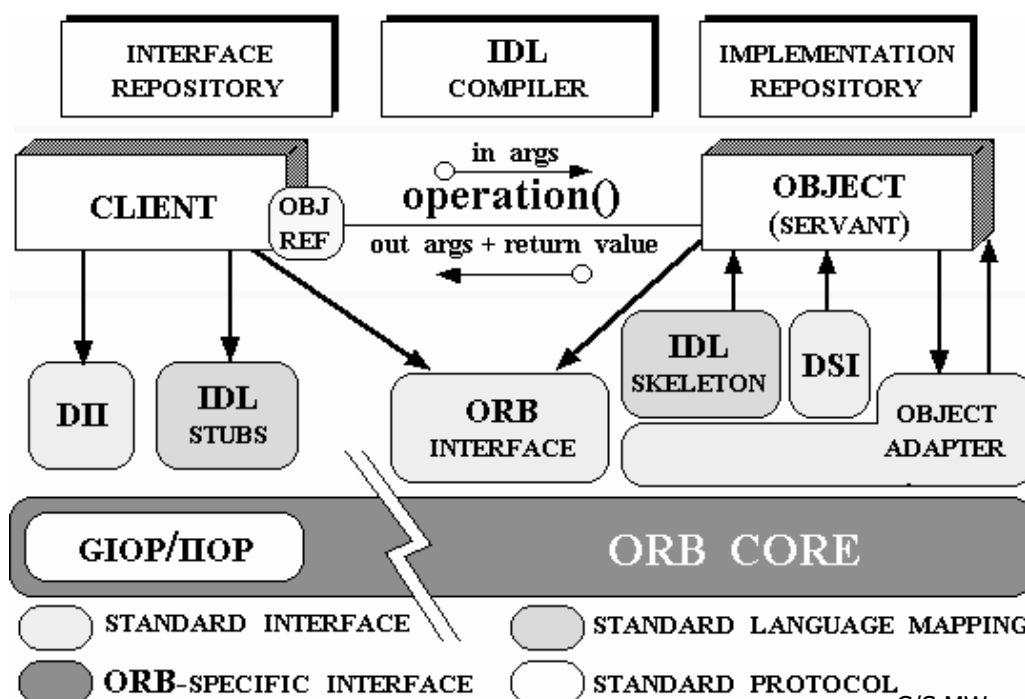 INTERFACE
REPOSITORY
IDL
COMPILER
IMPLEMENTATION
REPOSITORY
in args
operation()
out args + return value
CLIENT
OBJ
REF
OBJECT
(SERVANT)
DII
IDL
STUBS
ORB
INTERFACE
IDL
SKELETON
DSI
OBJECT
ADAPTER
GIOP/IIOP
ORB CORE
STANDARD INTERFACE
STANDARD LANGUAGE MAPPING
ORB-SPECIFIC INTERFACE
STANDARD PROTOCOL